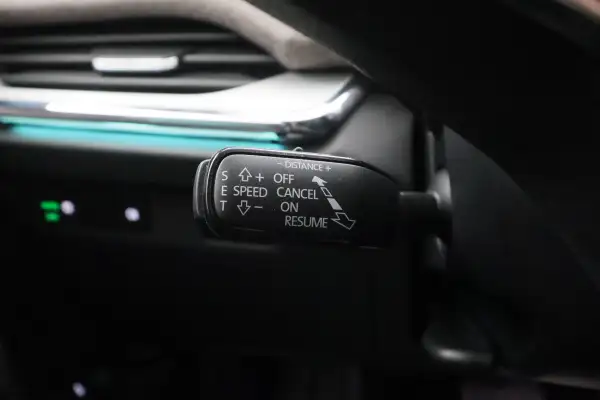 - DISTANCE +
S + OFF
E SPEED CANCEL
T - ON
RESUME